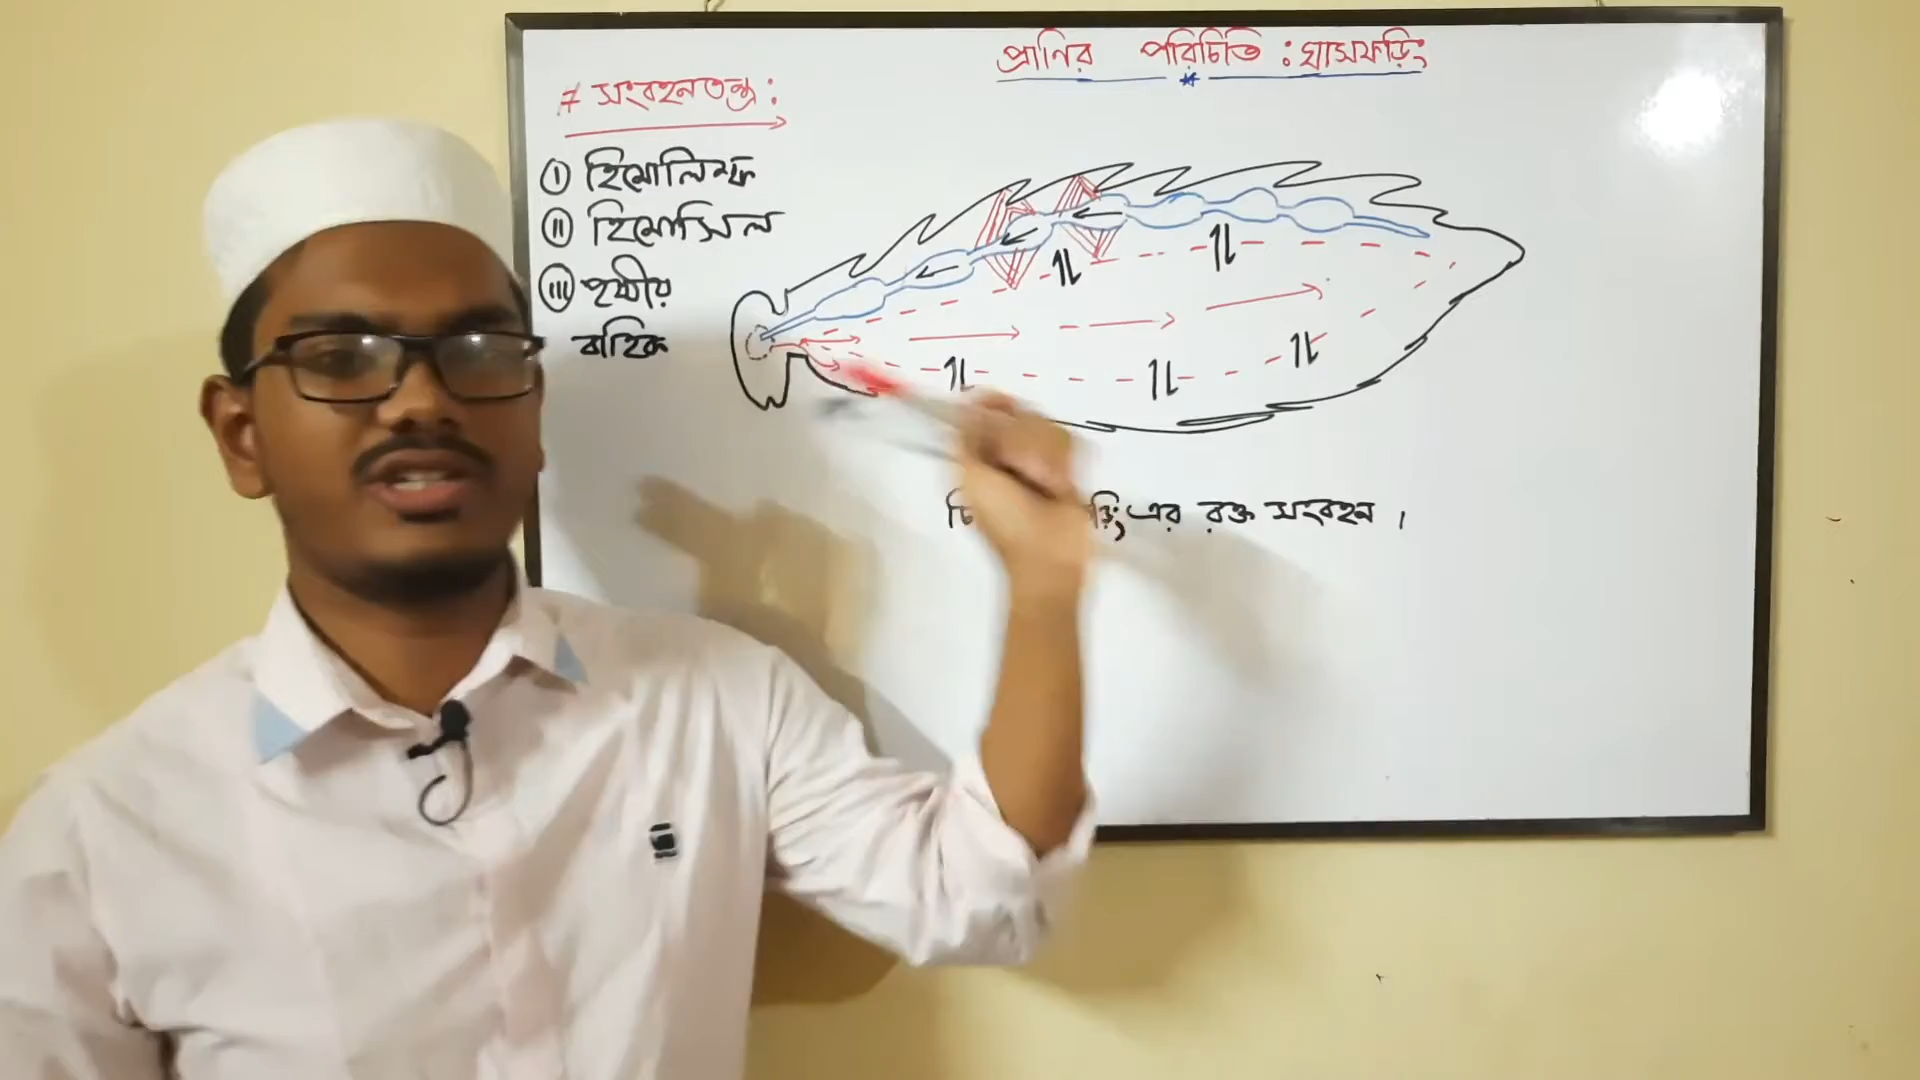 প্রাণির পরিচিতি : ঘাসফড়িং
# সংবহনতন্ত্র :
i হিমোলিম্ফ
ii হিমোসিল
iii পৃষ্ঠীয়
বাহিকা
এর রক্ত সংবহন ।